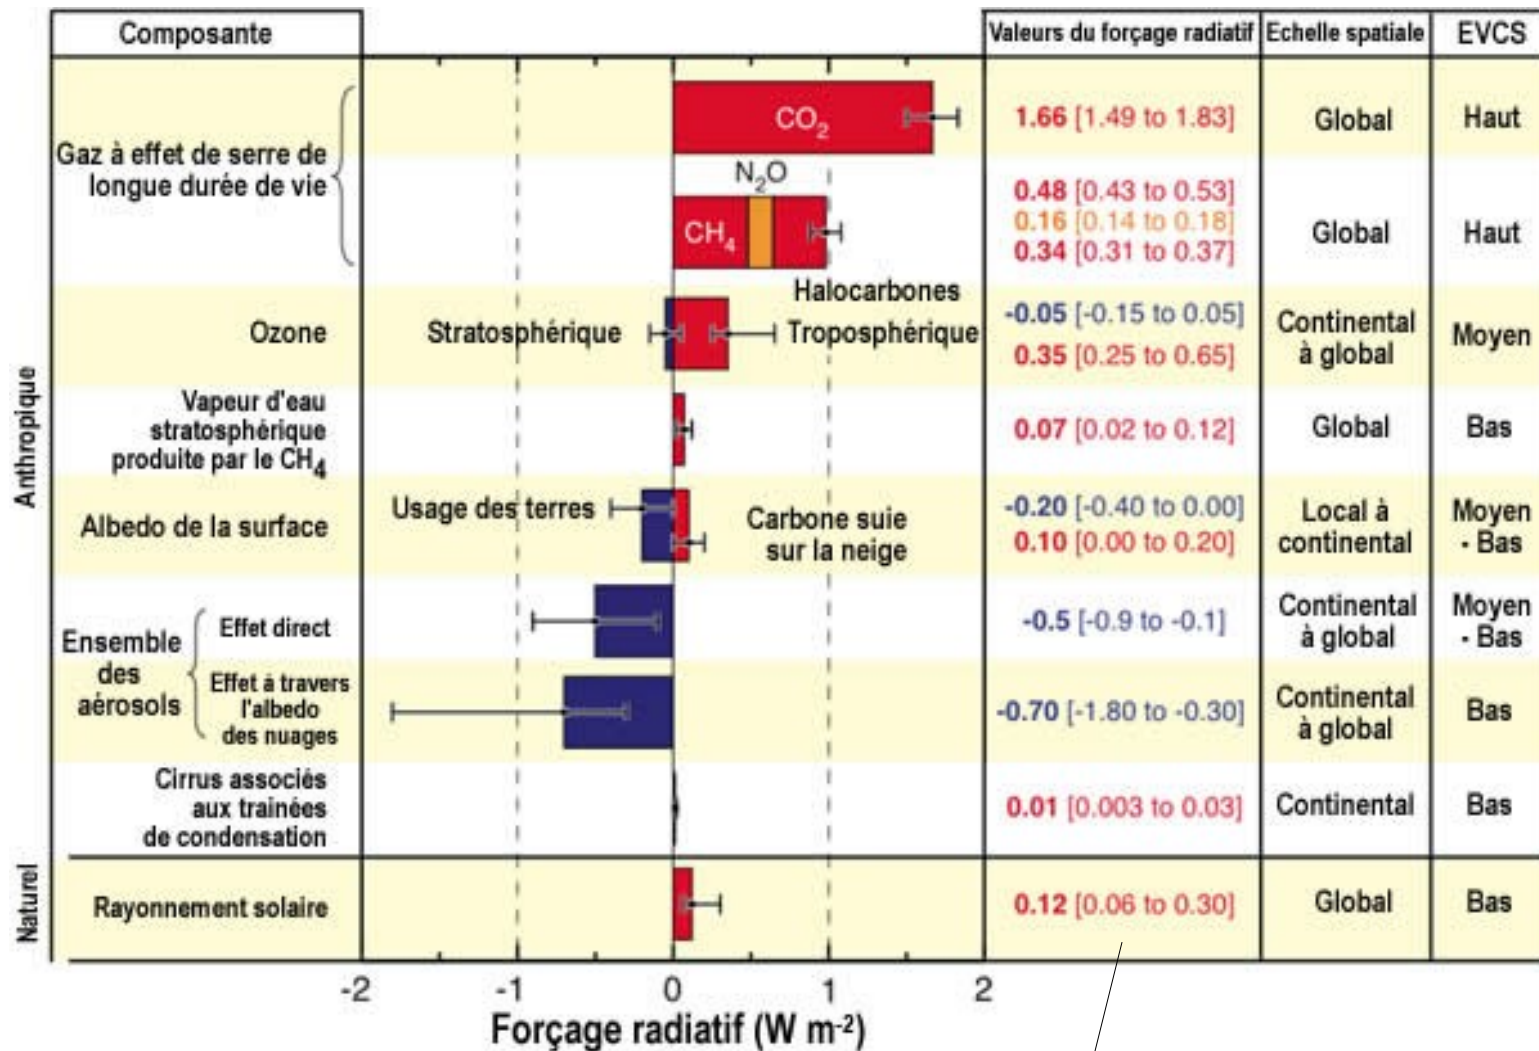 Composante
Valeurs du forçage radiatif
Echelle spatiale
EVCS
Anthropique
Gaz à effet de serre de
longue durée de vie
CO2
1.66 [1.49 to 1.83]
Global
Haut
N2O
CH4
Halocarbones
0.48 [0.43 to 0.53]
0.16 [0.14 to 0.18]
0.34 [0.31 to 0.37]
Global
Haut
Ozone
Stratosphérique
Troposphérique
-0.05 [-0.15 to 0.05]
0.35 [0.25 to 0.65]
Continental
à global
Moyen
Vapeur d'eau
stratosphérique
produite par le CH4
0.07 [0.02 to 0.12]
Global
Bas
Albedo de la surface
Usage des terres
Carbone suie
sur la neige
-0.20 [-0.40 to 0.00]
0.10 [0.00 to 0.20]
Local à
continental
Moyen
- Bas
Ensemble
des
aérosols
Effet direct
-0.5 [-0.9 to -0.1]
Continental
à global
Moyen
- Bas
Effet à travers
l'albedo
des nuages
-0.70 [-1.80 to -0.30]
Continental
à global
Bas
Cirrus associés
aux trainées
de condensation
0.01 [0.003 to 0.03]
Continental
Bas
Naturel
Rayonnement solaire
0.12 [0.06 to 0.30]
Global
Bas
-2 -1 0 1 2
Forçage radiatif (W m-2)